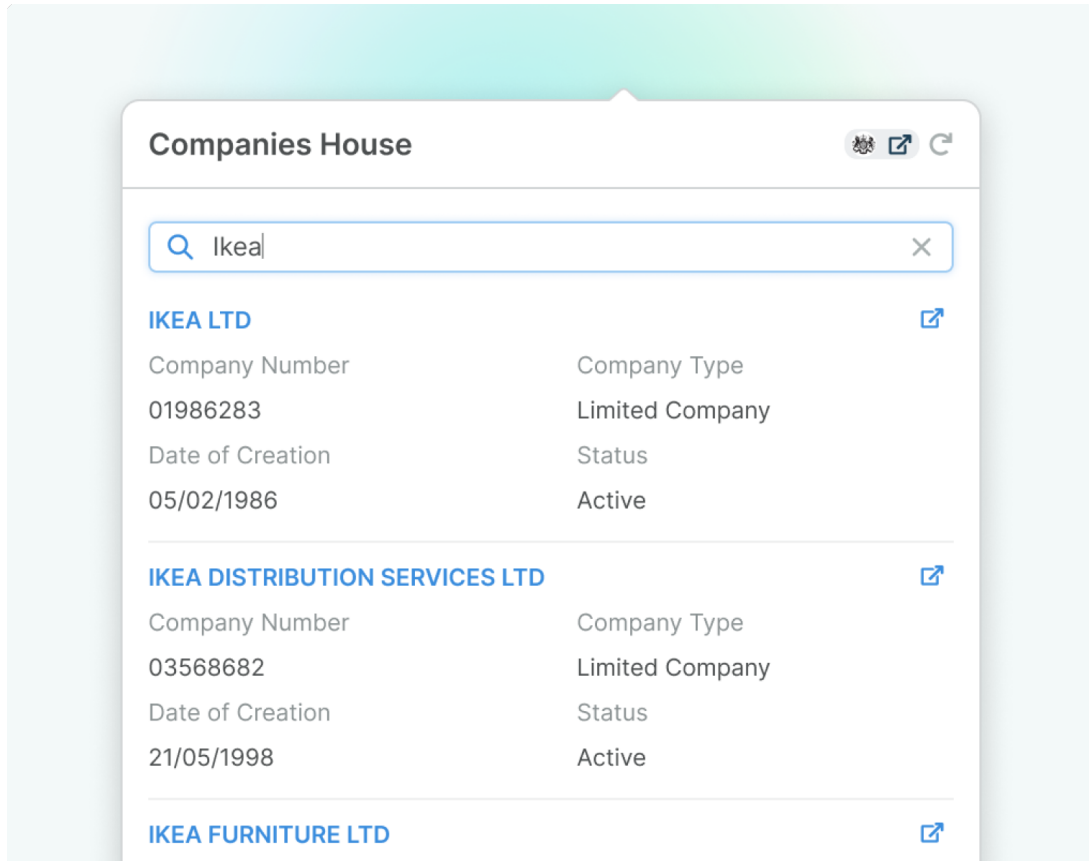 Companies House
Ikea
IKEA LTD
Company Number Company Type
01986283 Limited Company
Date of Creation Status
05/02/1986 Active
IKEA DISTRIBUTION SERVICES LTD
Company Number Company Type
03568682 Limited Company
Date of Creation Status
21/05/1998 Active
IKEA FURNITURE LTD